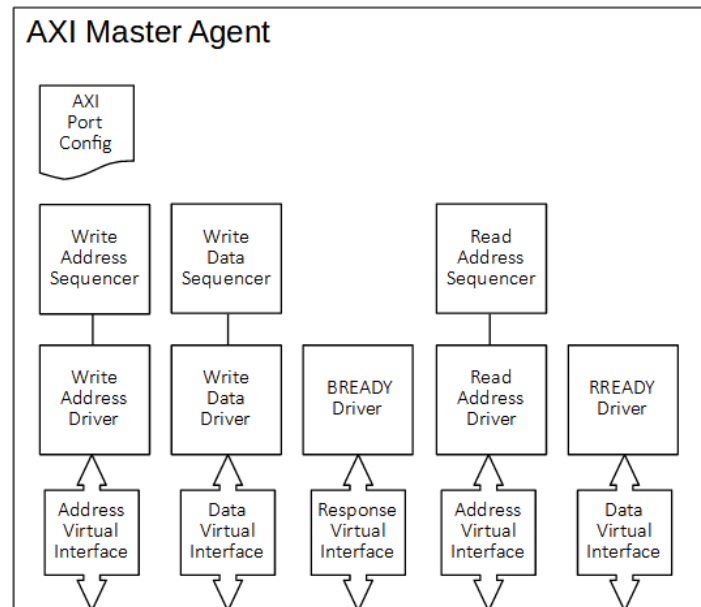 AXI Master Agent
AXI
Port
Config
Write
Address
Sequencer
Write
Data
Sequencer
Read
Address
Sequencer
Write
Address
Driver
Write
Data
Driver
BREADY
Driver
Read
Address
Driver
RREADY
Driver
Address
Virtual
Interface
Data
Virtual
Interface
Response
Virtual
Interface
Address
Virtual
Interface
Data
Virtual
Interface